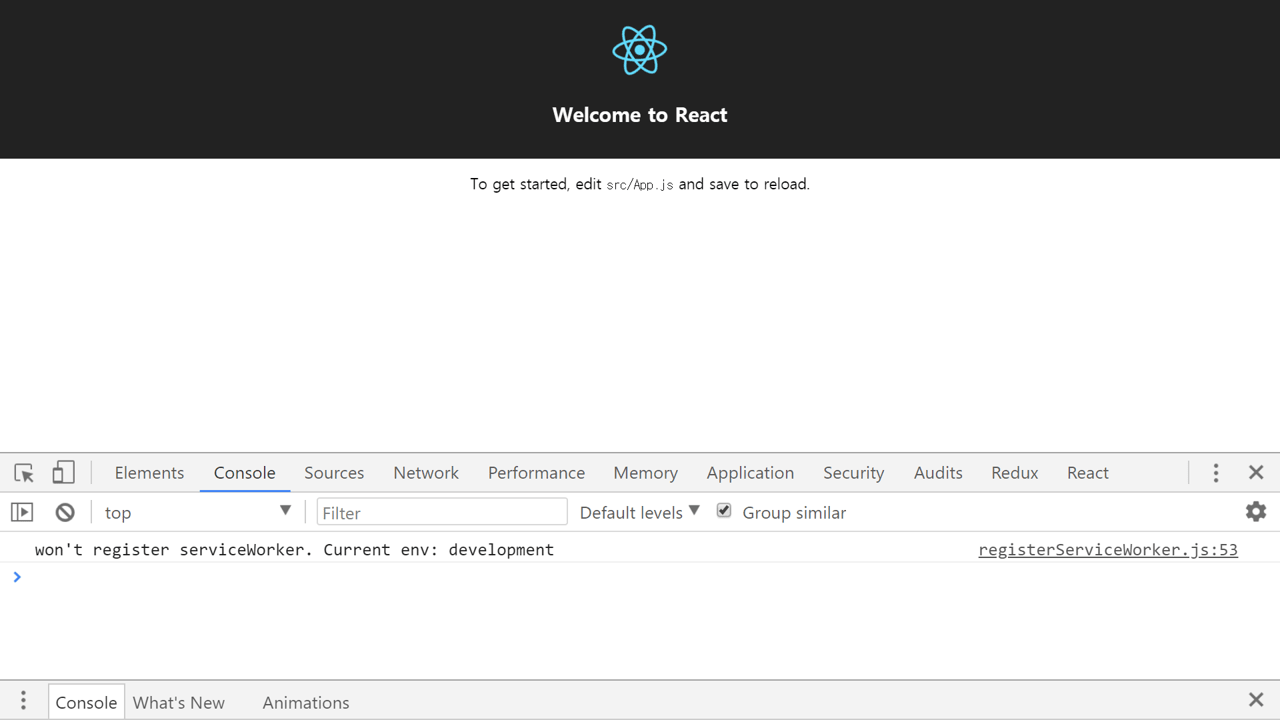 Welcome to React
To get started, edit src/App.js and save to reload.
Elements Console Sources Network Performance Memory Application Security Audits Redux React
top Filter Default levels Group similar
won't register serviceWorker. Current env: development registerServiceWorker.js:53
Console What's New Animations